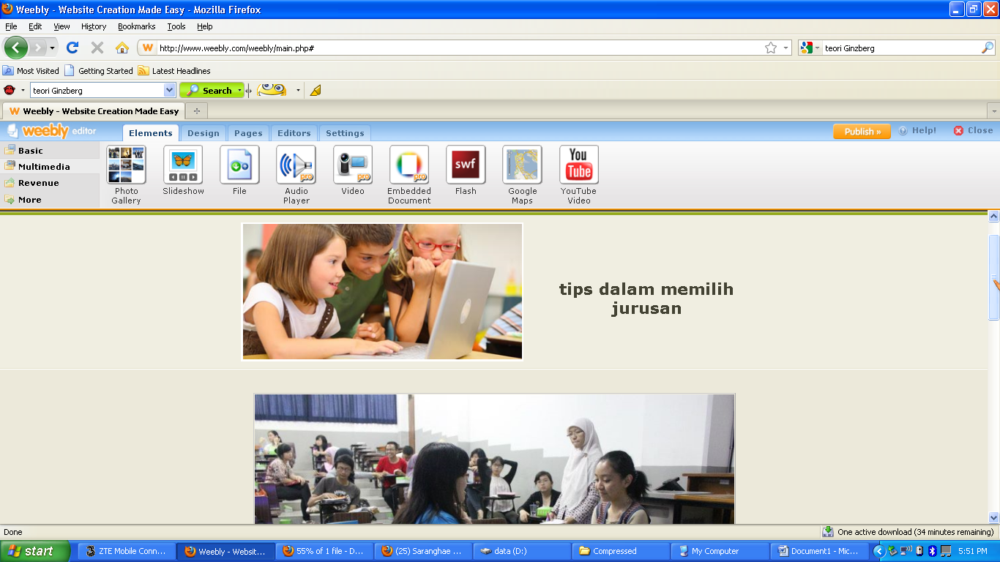 Weebly - Website Creation Made Easy - Mozilla Firefox
File Edit View History Bookmarks Tools Help
http://www.weebly.com/weebly/main.php#
teori Ginzberg
Most Visited Getting Started Latest Headlines
teori Ginzberg Search
Weebly - Website Creation Made Easy
weebly editor Elements Design Pages Editors Settings Publish » Help! Close
Basic
Multimedia
Revenue
More
Photo
Gallery
Slideshow
File
pro
Audio
Player
pro
Video
pro
Embedded
Document
swf
Flash
Google
Maps
You
Tube
YouTube
Video
tips dalam memilih
jurusan
Done One active download (34 minutes remaining)
start ZTE Mobile Conn... Weebly - Websit... 55% of 1 file - D... (25) Saranghae ... data (D:) Compressed My Computer Document1 - Mic... 5:51 PM